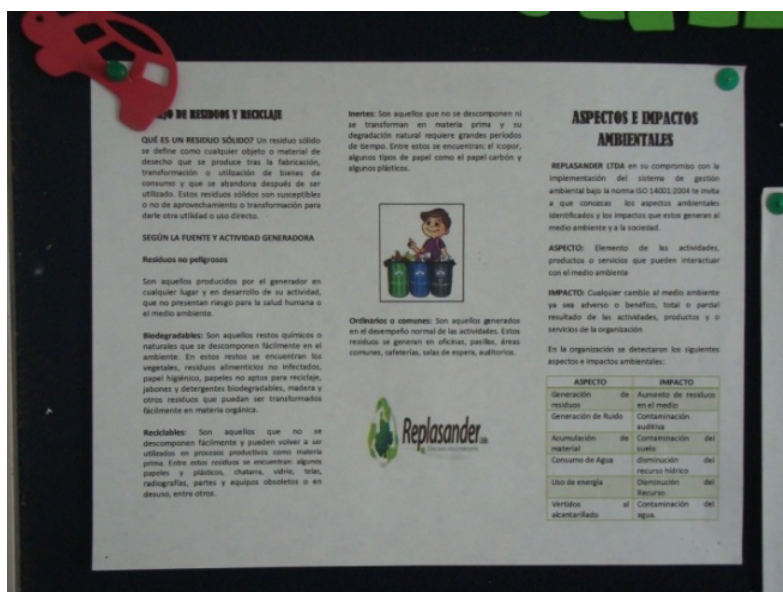 JO DE RESIDUOS Y RECICLAJE
QUÉ ES UN RESIDUO SÓLIDO? Un residuo sólido
se define como cualquier objeto o material de
desecho que se produce tras la fabricación,
transformación o utilización de bienes de
consumo y que se abandona después de ser
utilizado. Estos residuos sólidos son susceptibles
o no de aprovechamiento o transformación para
darle otra utilidad o uso directo.
SEGÚN LA FUENTE Y ACTIVIDAD GENERADORA
Residuos no peligrosos
Son aquellos producidos por el generador en
cualquier lugar y en desarrollo de su actividad,
que no presentan riesgo para la salud humana o
el medio ambiente.
Biodegradables: Son aquellos restos químicos o
naturales que se descomponen fácilmente en el
ambiente. En estos restos se encuentran los
vegetales, residuos alimenticios no infectados,
papel higiénico, papeles no aptos para reciclaje,
jabones y detergentes biodegradables, madera y
otros residuos que puedan ser transformados
fácilmente en materia orgánica.
Reciclables: Son aquellos que no se
descomponen fácilmente y pueden volver a ser
utilizados en procesos productivos como materia
prima. Entre estos residuos se encuentran: algunos
papeles y plásticos, chatarra, vidrio, telas,
radiografías, partes y equipos obsoletos o en
desuso, entre otros.
Inertes: Son aquellos que no se descomponen ni
se transforman en materia prima y su
degradación natural requiere grandes períodos
de tiempo. Entre estos se encuentran: el icopor,
algunos tipos de papel como el papel carbón y
algunos plásticos.
Ordinarios o comunes: Son aquellos generados
en el desempeño normal de las actividades. Estos
residuos se generan en oficinas, pasillos, áreas
comunes, cafeterías, salas de espera, auditorios.
Replasander
ASPECTOS E IMPACTOS
AMBIENTALES
REPLASANDER LTDA en su compromiso con la
implementación del sistema de gestión
ambiental bajo la norma ISO 14001:2004 te invita
a que conozcas los aspectos ambientales
identificados y los impactos que estos generan al
medio ambiente y a la sociedad.
ASPECTO: Elemento de las actividades,
productos o servicios que pueden interactuar
con el medio ambiente
IMPACTO: Cualquier cambio al medio ambiente
ya sea adverso o benéfico, total o parcial
resultado de las actividades, productos y o
servicios de la organización
En la organización se detectaron los siguientes
aspectos e impactos ambientales:
ASPECTO IMPACTO
Generación de Aumento de residuos
residuos en el medio
Generación de Ruido Contaminación
auditiva
Acumulación de Contaminación del
material suelo
Consumo de Agua disminución del
recurso hídrico
Uso de energía Disminución del
Recurso.
Vertidos al Contaminación del
alcantarillado agua.